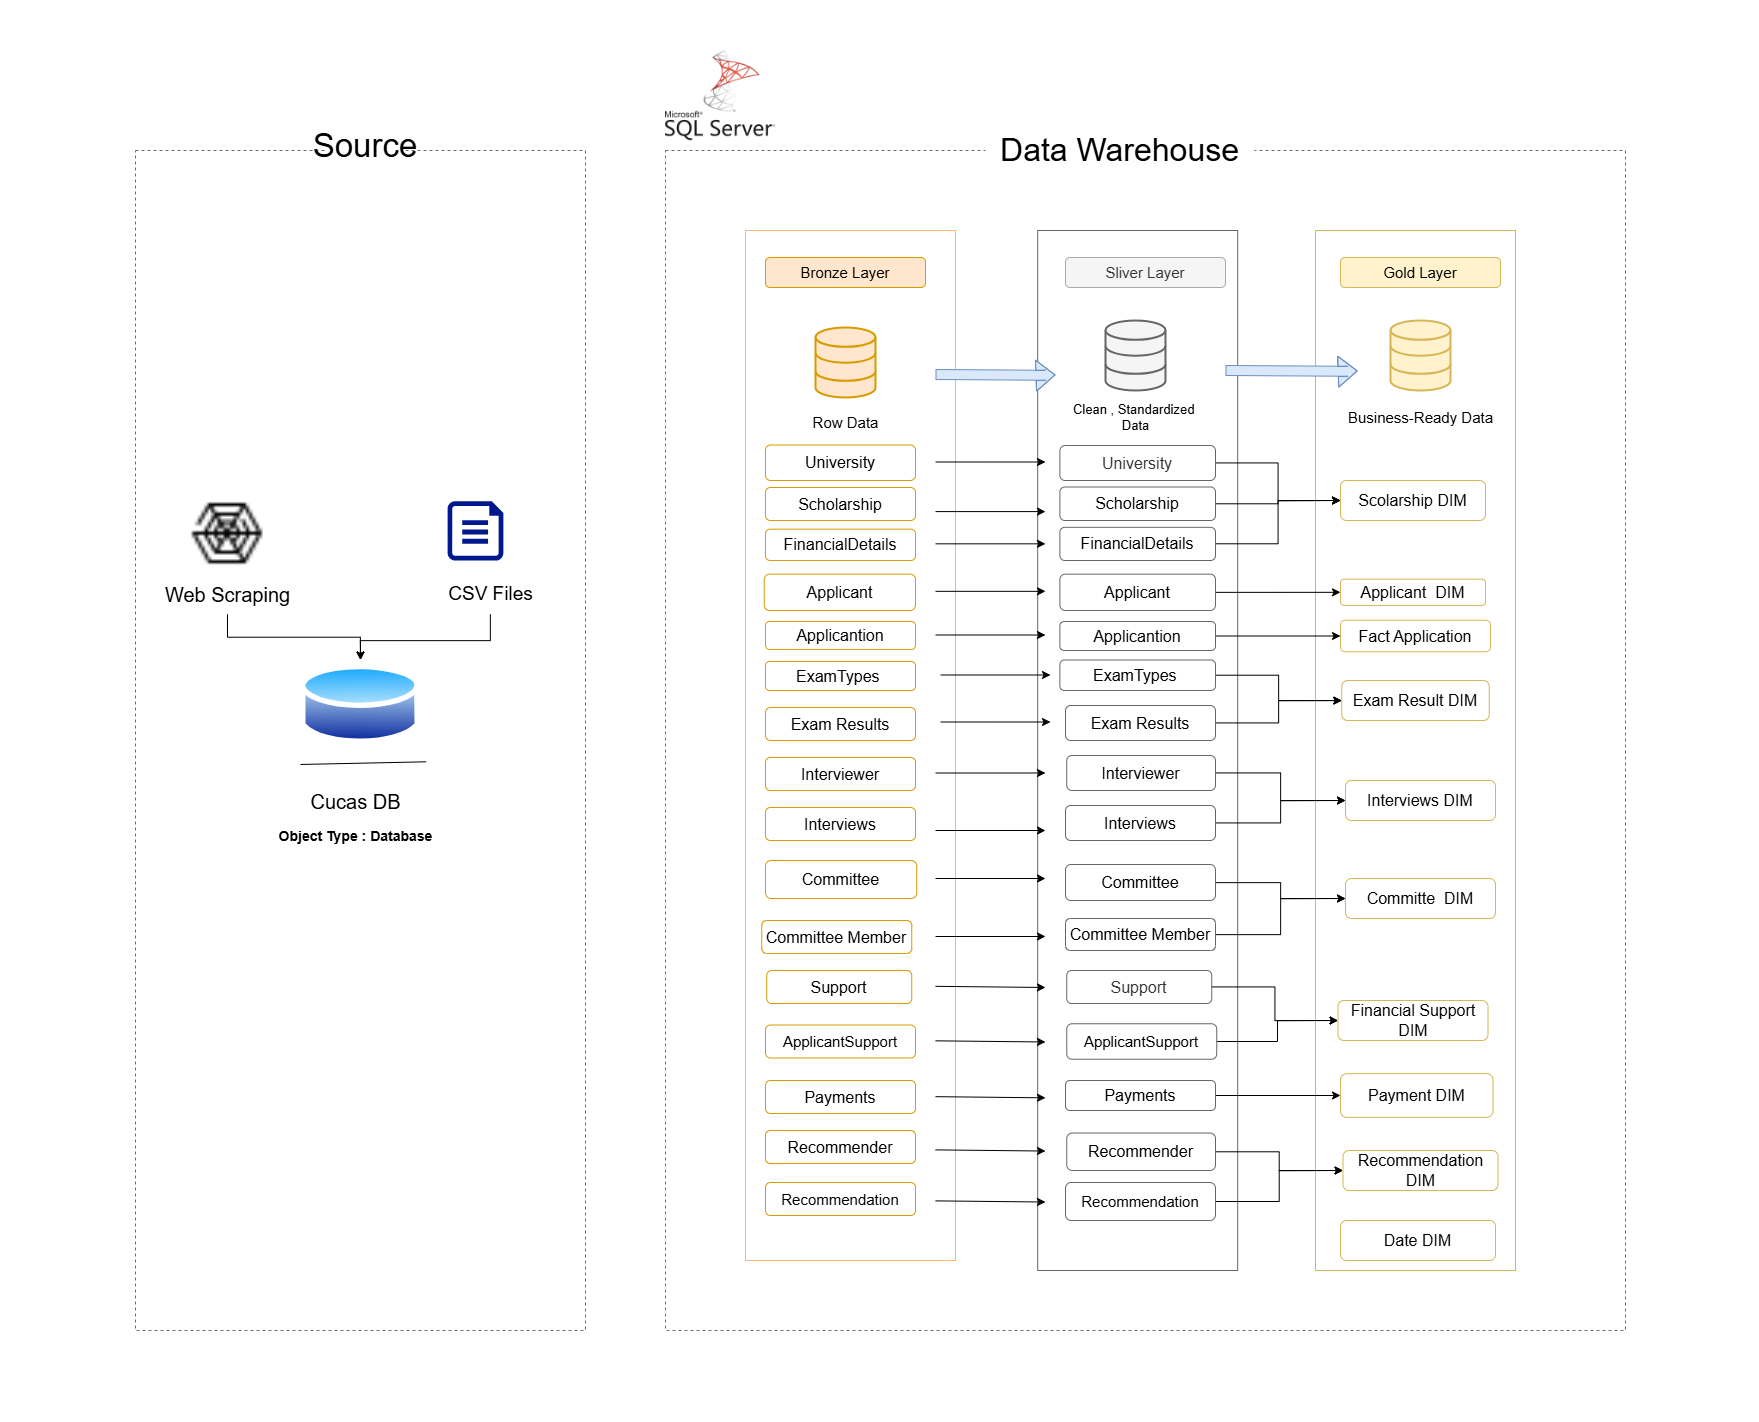 Microsoft®
SQL Server
Source
Data Warehouse
Web Scraping
CSV Files
Cucas DB
Object Type : Database
Bronze Layer
Row Data
University
Scholarship
FinancialDetails
Applicant
Applicantion
ExamTypes
Exam Results
Interviewer
Interviews
Committee
Committee Member
Support
ApplicantSupport
Payments
Recommender
Recommendation
Sliver Layer
Clean , Standardized
Data
University
Scholarship
FinancialDetails
Applicant
Applicantion
ExamTypes
Exam Results
Interviewer
Interviews
Committee
Committee Member
Support
ApplicantSupport
Payments
Recommender
Recommendation
Gold Layer
Business-Ready Data
Scolarship DIM
Applicant  DIM
Fact Application
Exam Result DIM
Interviews DIM
Committe  DIM
Financial Support
DIM
Payment DIM
Recommendation
DIM
Date DIM